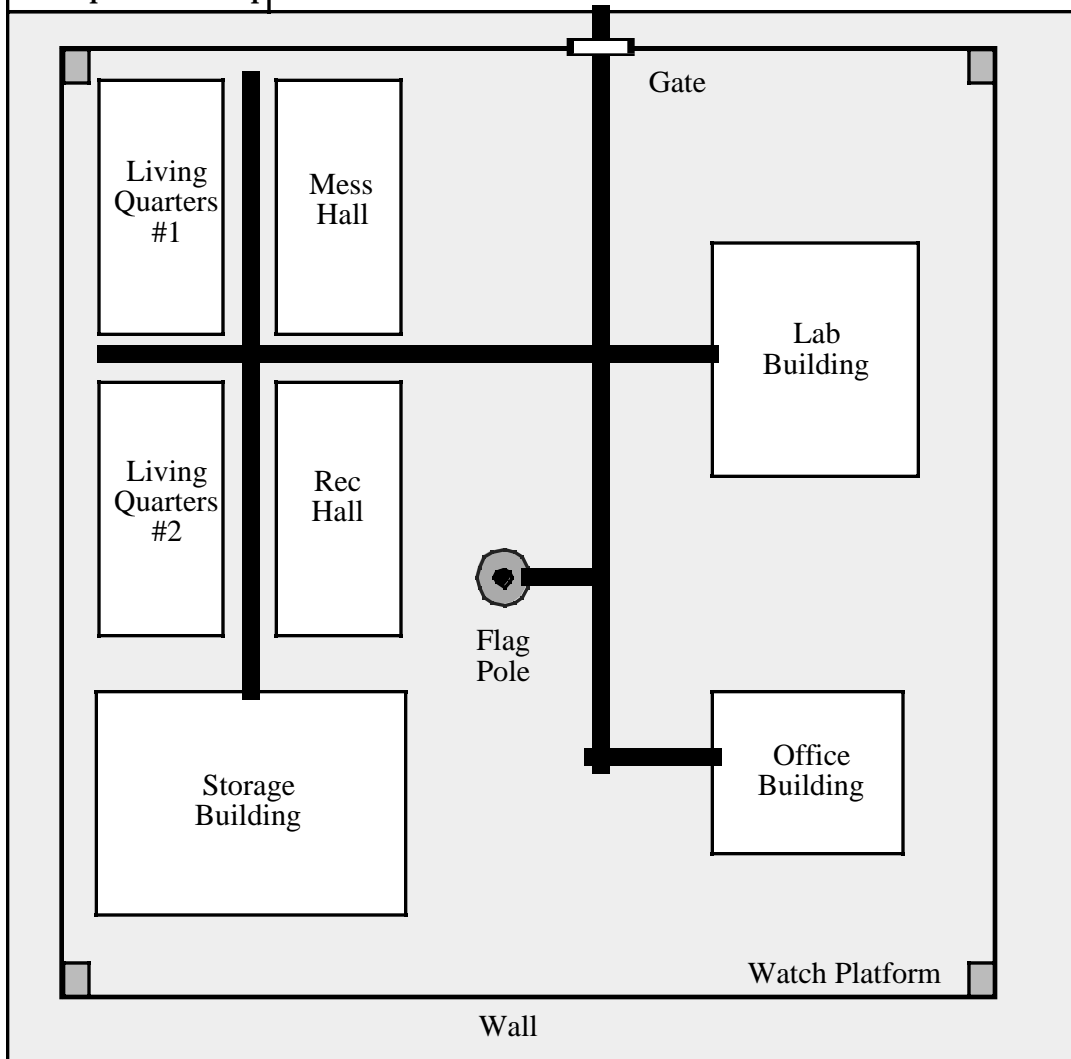 Gate
Living
Quarters
#1
Mess
Hall
Lab
Building
Living
Quarters
#2
Rec
Hall
Flag
Pole
Storage
Building
Office
Building
Watch Platform
Wall